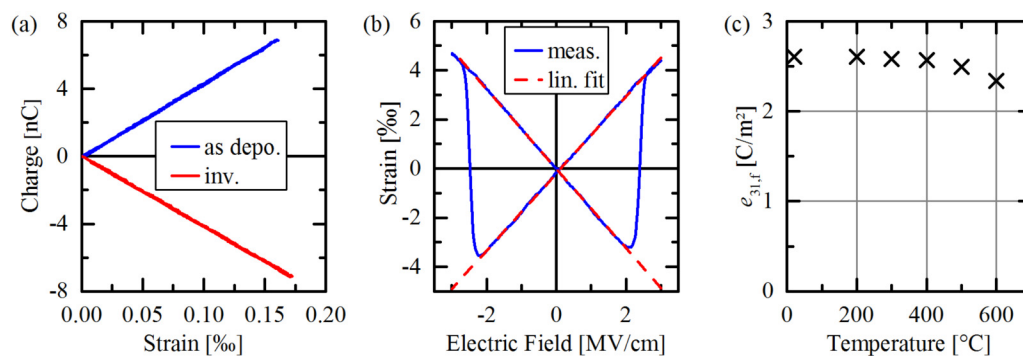 (a)
8
4
0
-4
-8
Charge [nC]
as depo.
inv.
0.00 0.05 0.10 0.15 0.20
Strain [‰]
(b)
4
2
0
-2
-4
Strain [‰]
meas.
lin. fit
-2 0 2
Electric Field [MV/cm]
(c)
3
2
1
0
e31,f [C/m²]
0 200 400 600
Temperature [°C]